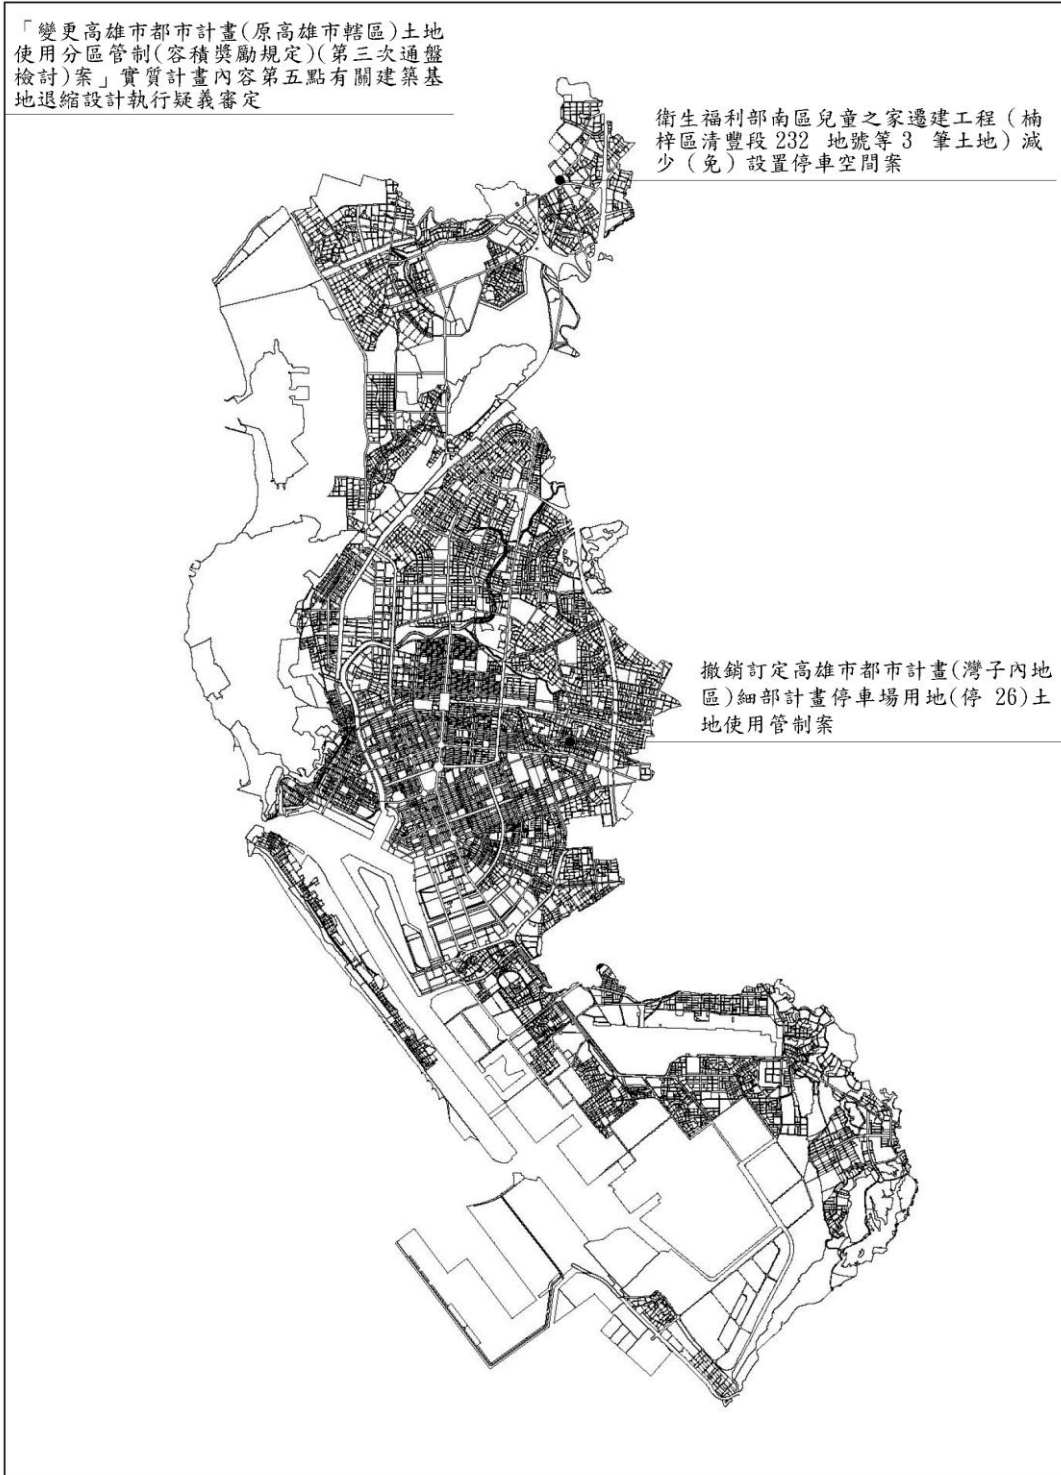 「變更高雄市都市計畫(原高雄市轄區)土地
使用分區管制(容積獎勵規定)(第三次通盤
檢討)案」實質計畫內容第五點有關建築基
地退縮設計執行疑義審定
衛生福利部南區兒童之家遷建工程（楠
梓區清豐段 232 地號等 3 筆土地）減
少（免）設置停車空間案
撤銷訂定高雄市都市計畫(灣子內地
區)細部計畫停車場用地(停 26)土
地使用管制案